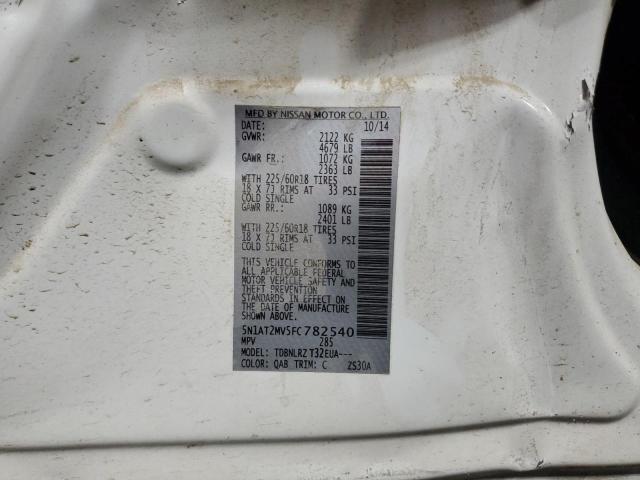 MFD BY NISSAN MOTOR CO., LTD.
DATE: 10/14
GVWR: 2122 KG
4679 LB
GAWR FR.: 1072 KG
2363 LB
WITH 225/60R18 TIRES
18 X 7J RIMS AT 33 PSI
COLD SINGLE
GAWR RR.: 1089 KG
2401 LB
WITH 225/60R18 TIRES
18 X 7J RIMS AT 33 PSI
COLD SINGLE
THIS VEHICLE CONFORMS TO
ALL APPLICABLE FEDERAL
MOTOR VEHICLE SAFETY AND
AND THEFT PREVENTION
STANDARDS IN EFFECT ON
THE DATE OF MANUFACTURE
SHOWN ABOVE.
5N1AT2MV5FC782540
MPV 285
MODEL: TDBNLRZ T32EUA---
COLOR: QAB TRIM: C ZS30A